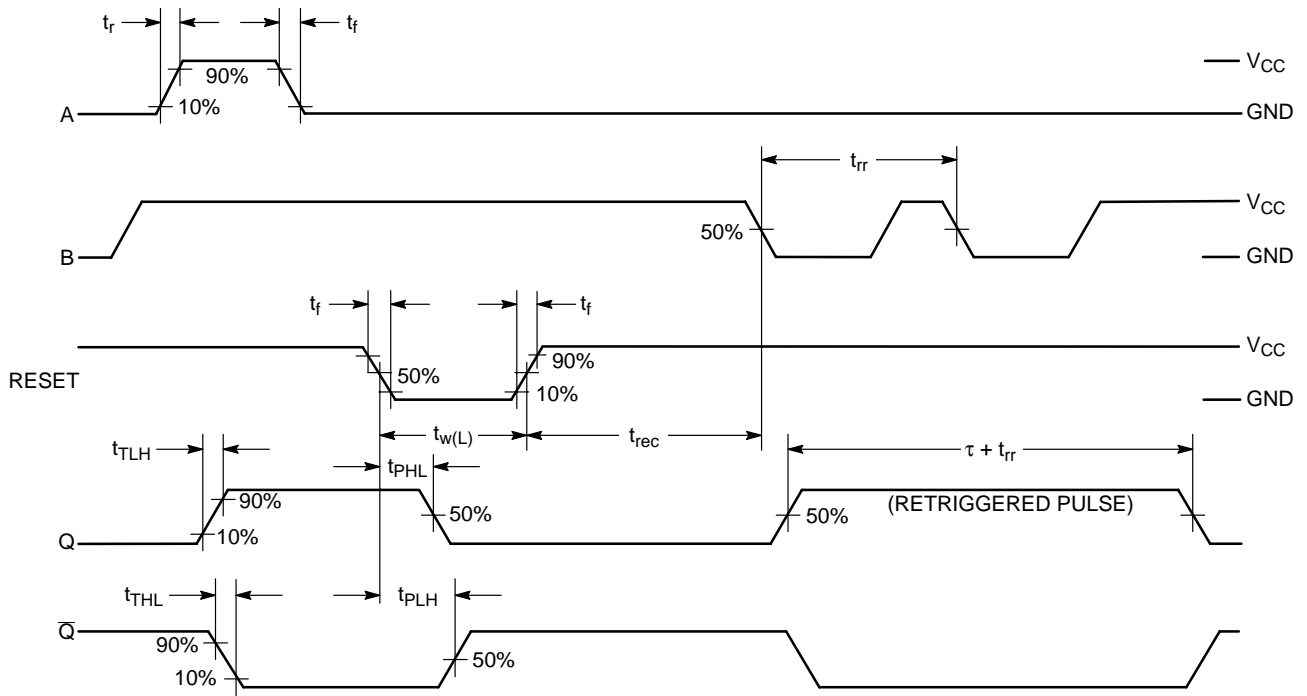 tr tf
90% VCC
A 10% GND
trr
VCC
50%
B GND
tf tf
90% VCC
RESET 50%
10% GND
tw(L) trec
tTLH tPHL τ + trr
90% 50% 50% (RETRIGGERED PULSE)
Q 10%
tTHL tPLH
Q̅
90% 50%
10%